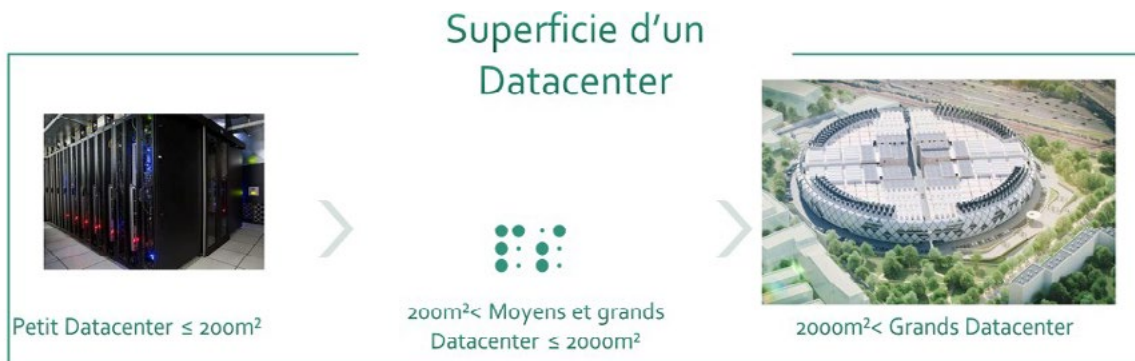 Superficie d'un
Datacenter
Petit Datacenter ≤ 200m²
200m²< Moyens et grands
Datacenter ≤ 2000m²
2000m²< Grands Datacenter